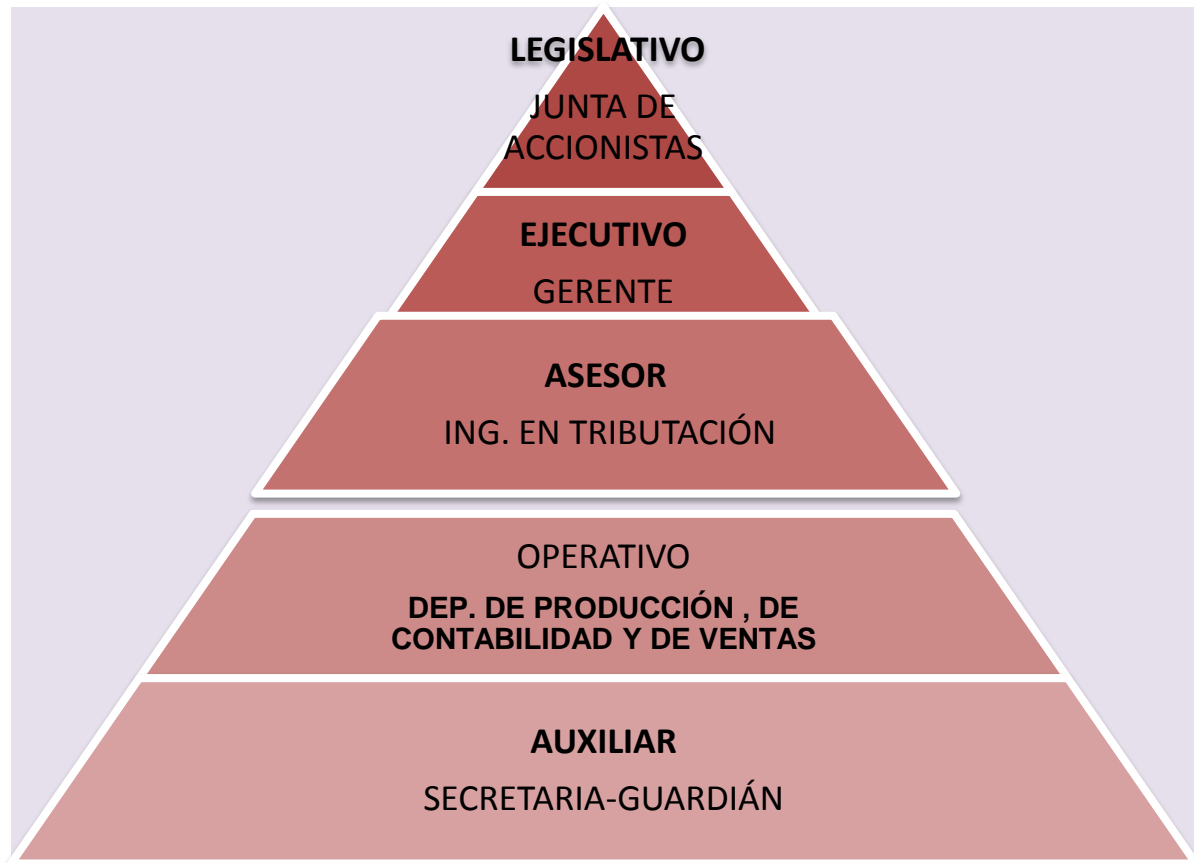 LEGISLATIVO
JUNTA DE
ACCIONISTAS
EJECUTIVO
GERENTE
ASESOR
ING. EN TRIBUTACIÓN
OPERATIVO
DEP. DE PRODUCCIÓN , DE
CONTABILIDAD Y DE VENTAS
AUXILIAR
SECRETARIA-GUARDIÁN